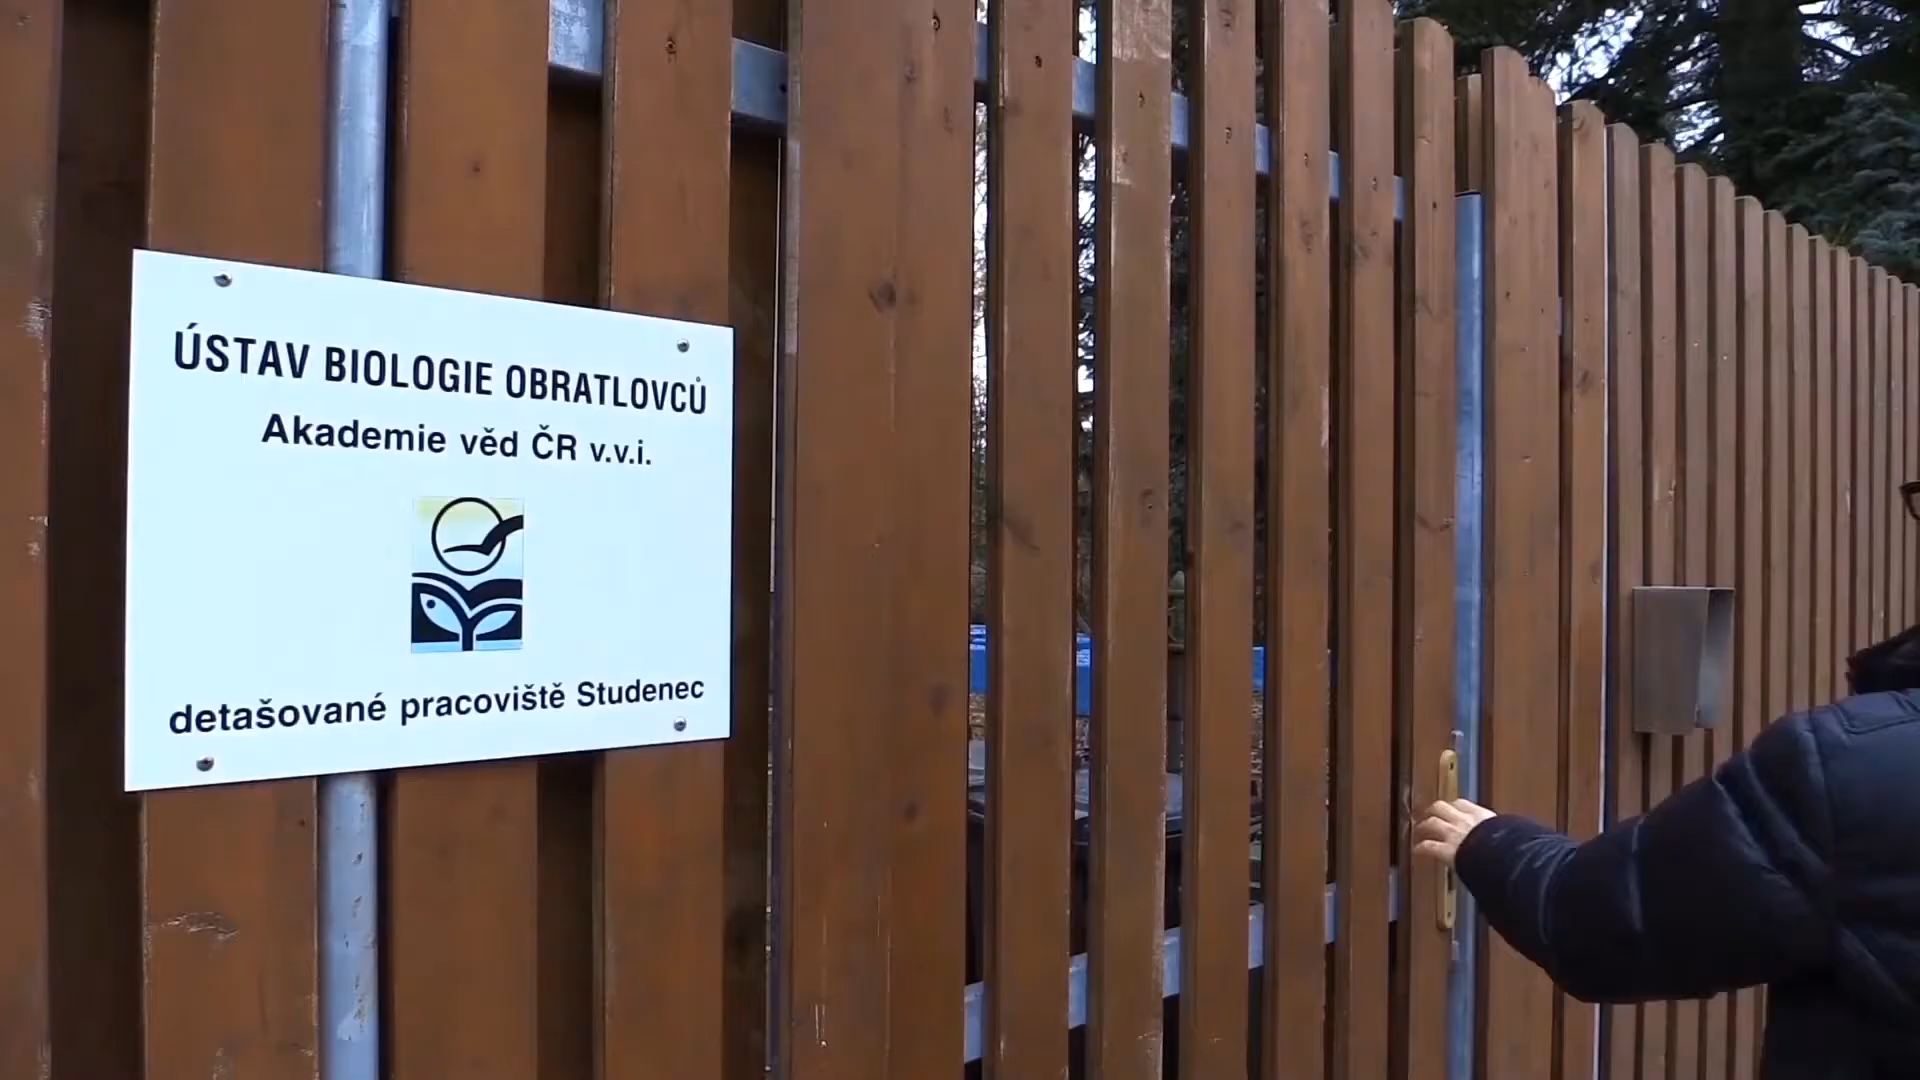 ÚSTAV BIOLOGIE OBRATLOVCŮ
Akademie věd ČR v.v.i.
detašované pracoviště Studenec